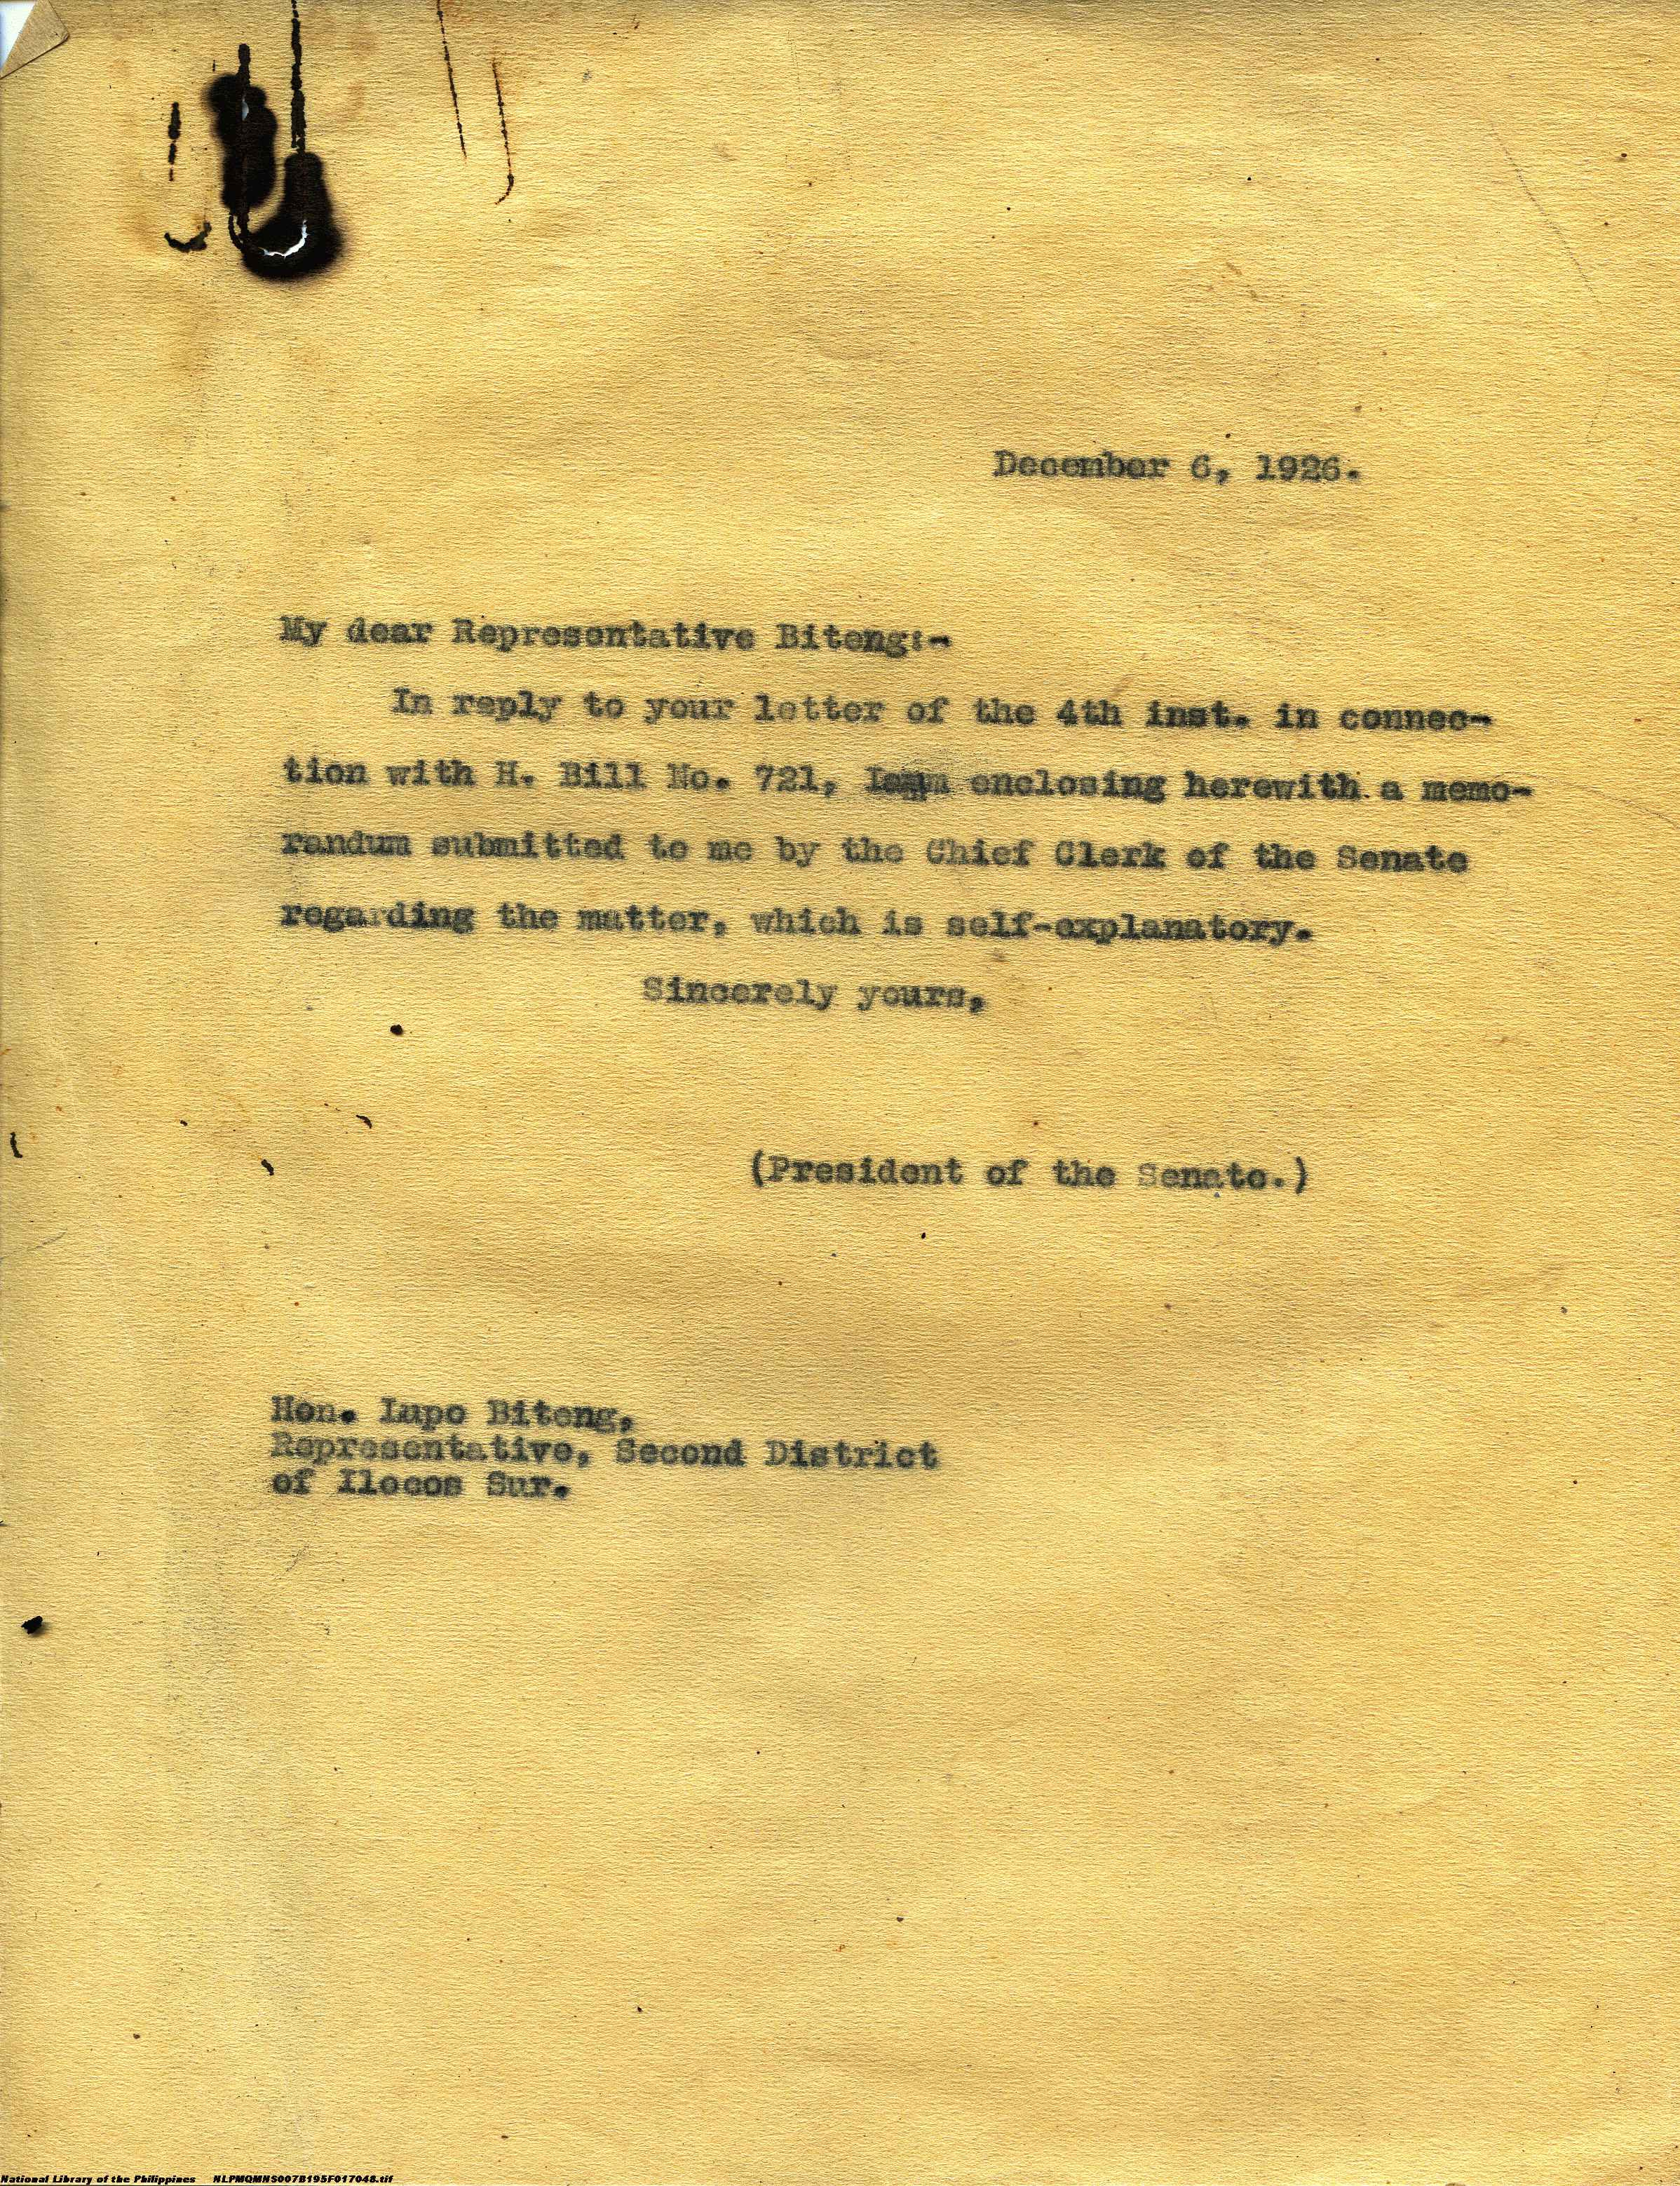 December 6, 1926.
My dear Representative Biteng:-
In reply to your letter of the 4th inst. in connec-
tion with H. Bill No. 721, I am enclosing herewith a memo-
randum submitted to me by the Chief Clerk of the Senate
regarding the matter, which is self-explanatory.
Sincerely yours,
(President of the Senate.)
Hon. Lupo Biteng,
Representative, Second District
of Ilocos Sur.
National Library of the Philippines NLPMQMNS007B195F017048.tif